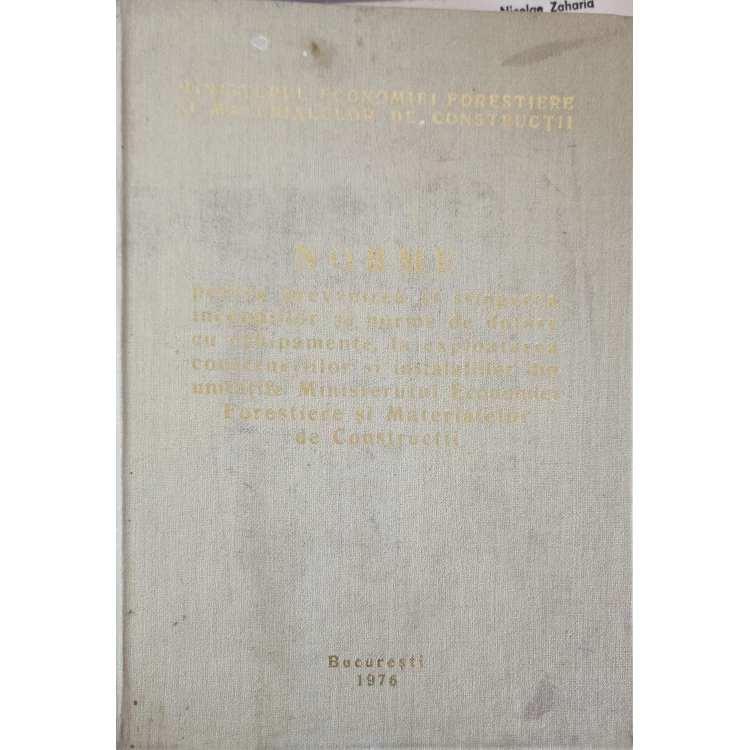 Nicolae Zaharia
MINISTERUL ECONOMIEI FORESTIERE
ȘI MATERIALELOR DE CONSTRUCȚII
NORME
pentru prevenirea și stingerea
incendiilor și norme de dotare
cu echipamente, la exploatarea
construcțiilor și instalațiilor din
unitățile Ministerului Economiei
Forestiere și Materialelor
de Construcții
București
1976